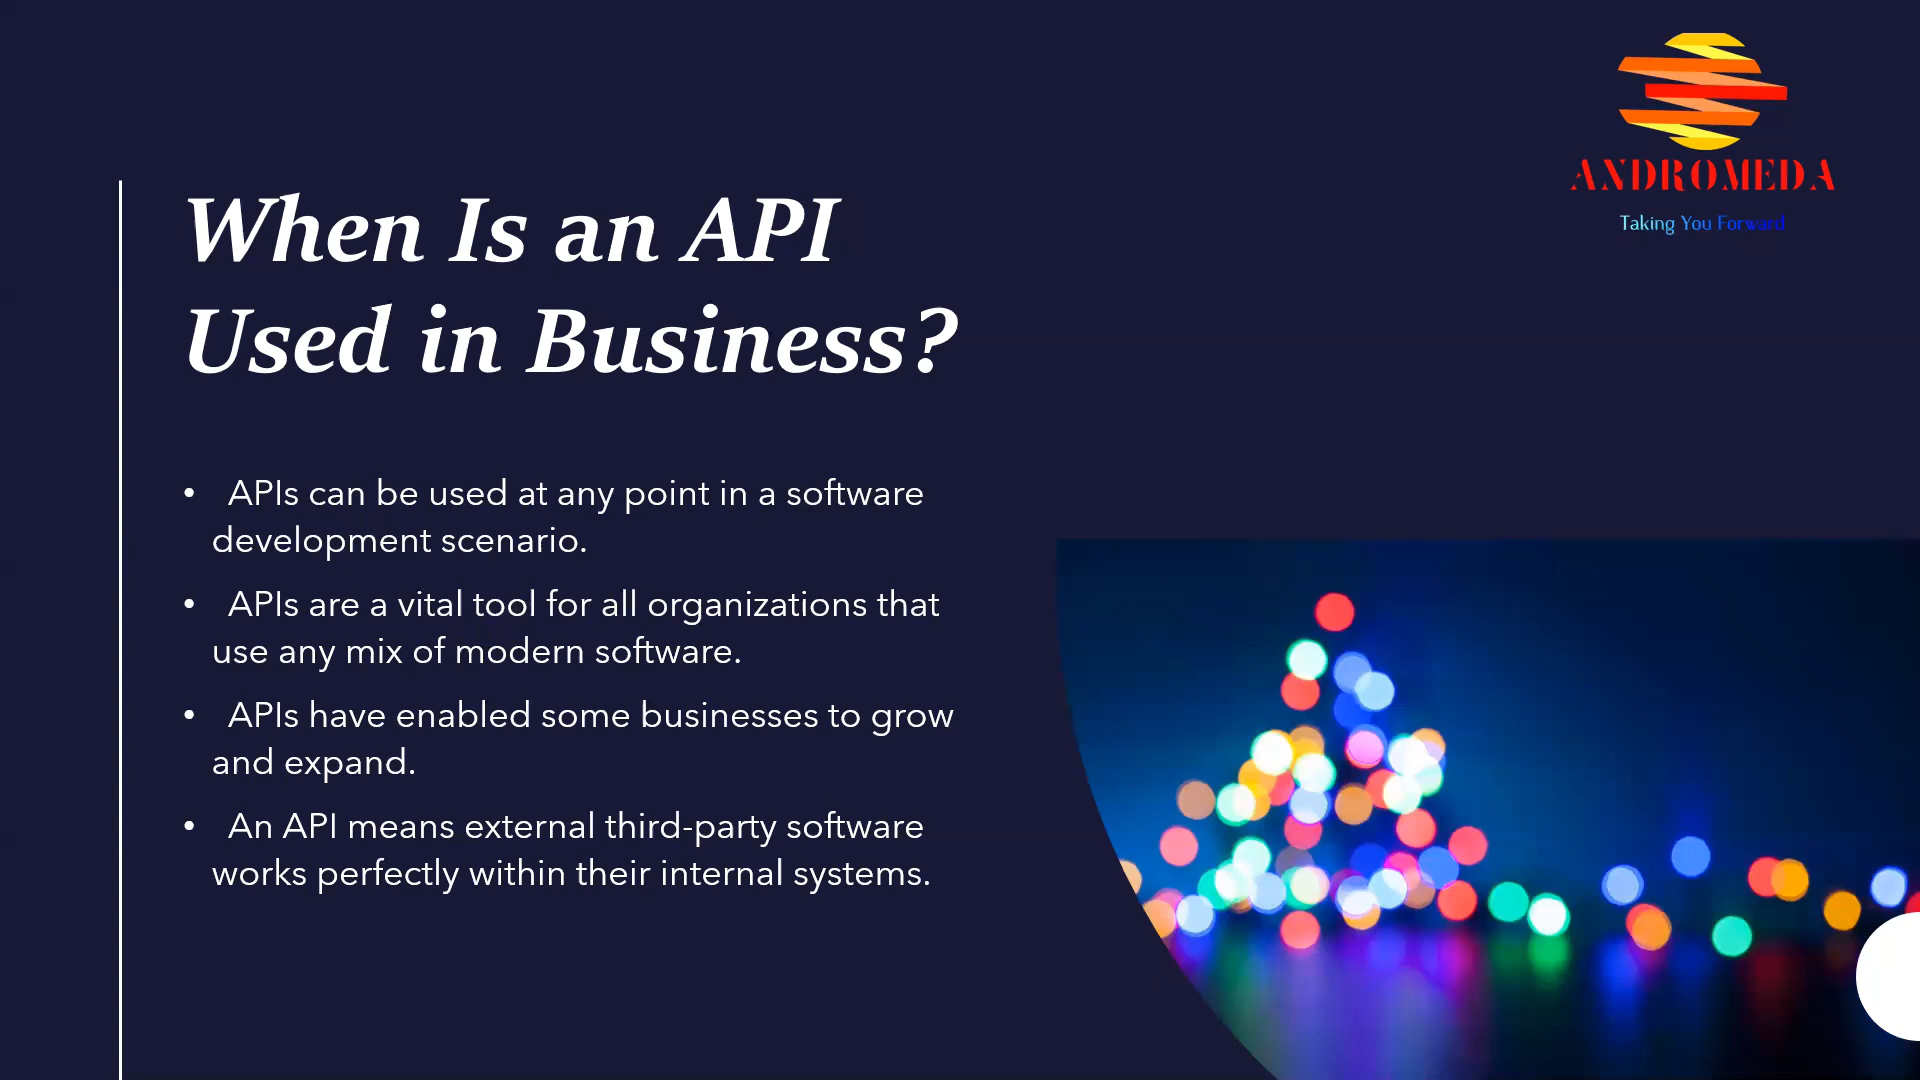 ANDROMEDA
Taking You Forward
When Is an API
Used in Business?
• APIs can be used at any point in a software
development scenario.
• APIs are a vital tool for all organizations that
use any mix of modern software.
• APIs have enabled some businesses to grow
and expand.
• An API means external third-party software
works perfectly within their internal systems.